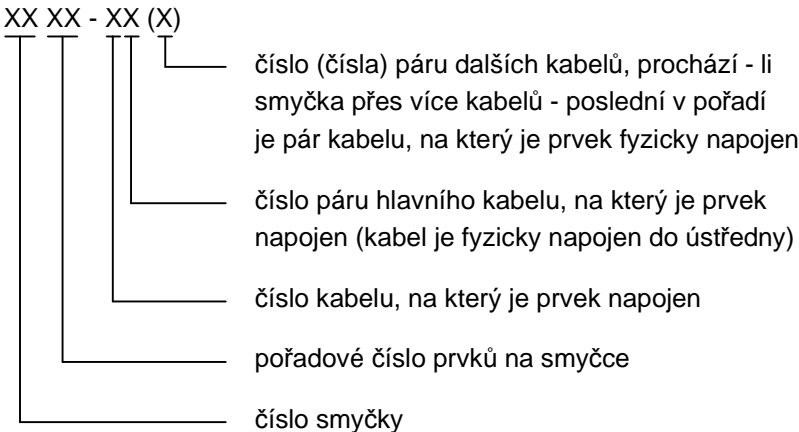 XX XX - XX (X)
číslo (čísla) páru dalších kabelů, prochází - li
smyčka přes více kabelů - poslední v pořadí
je pár kabelu, na který je prvek fyzicky napojen
číslo páru hlavního kabelu, na který je prvek
napojen (kabel je fyzicky napojen do ústředny)
číslo kabelu, na který je prvek napojen
pořadové číslo prvků na smyčce
číslo smyčky